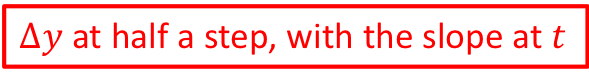 Δ𝑦 at half a step, with the slope at 𝑡